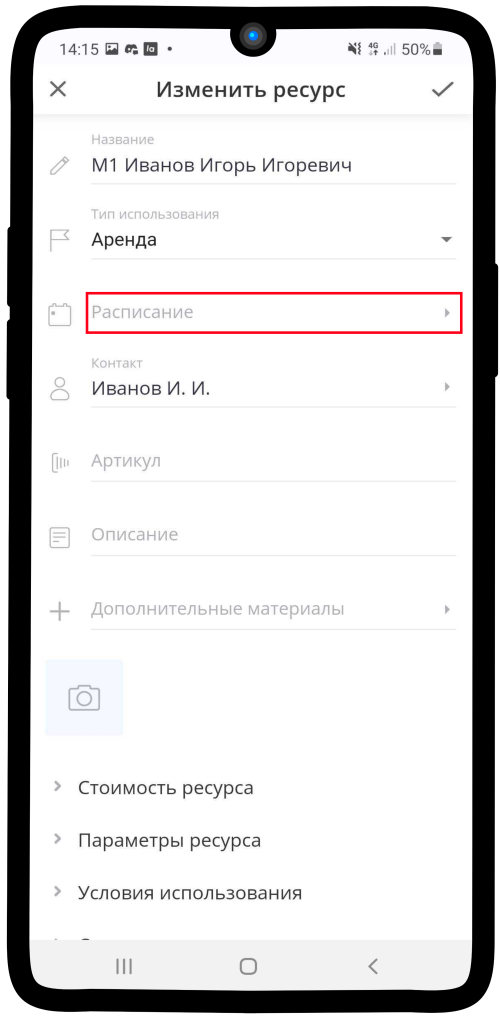 14:15 4G 50%
Изменить ресурс
Название
М1 Иванов Игорь Игоревич
Тип использования
Аренда
Расписание
Контакт
Иванов И. И.
Артикул
Описание
Дополнительные материалы
Стоимость ресурса
Параметры ресурса
Условия использования